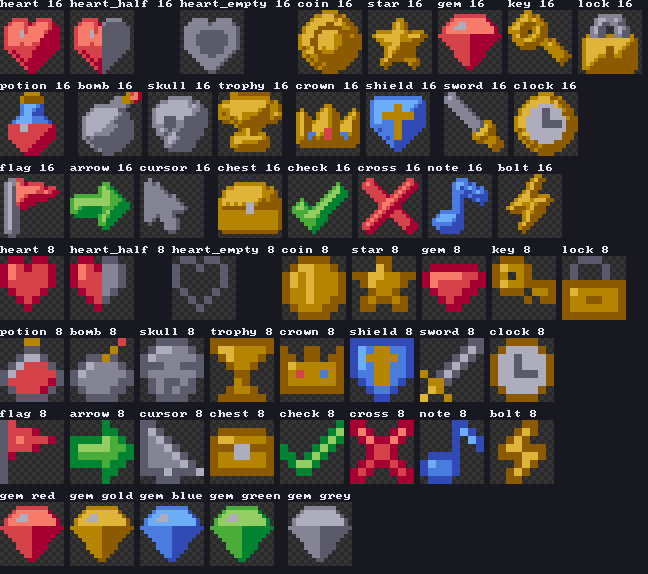 heart 16 heart_half 16 heart_empty 16 coin 16 star 16 gem 16 key 16 lock 16
potion 16 bomb 16 skull 16 trophy 16 crown 16 shield 16 sword 16 clock 16
flag 16 arrow 16 cursor 16 chest 16 check 16 cross 16 note 16 bolt 16
heart 8 heart_half 8 heart_empty 8 coin 8 star 8 gem 8 key 8 lock 8
potion 8 bomb 8 skull 8 trophy 8 crown 8 shield 8 sword 8 clock 8
flag 8 arrow 8 cursor 8 chest 8 check 8 cross 8 note 8 bolt 8
gem red gem gold gem blue gem green gem grey